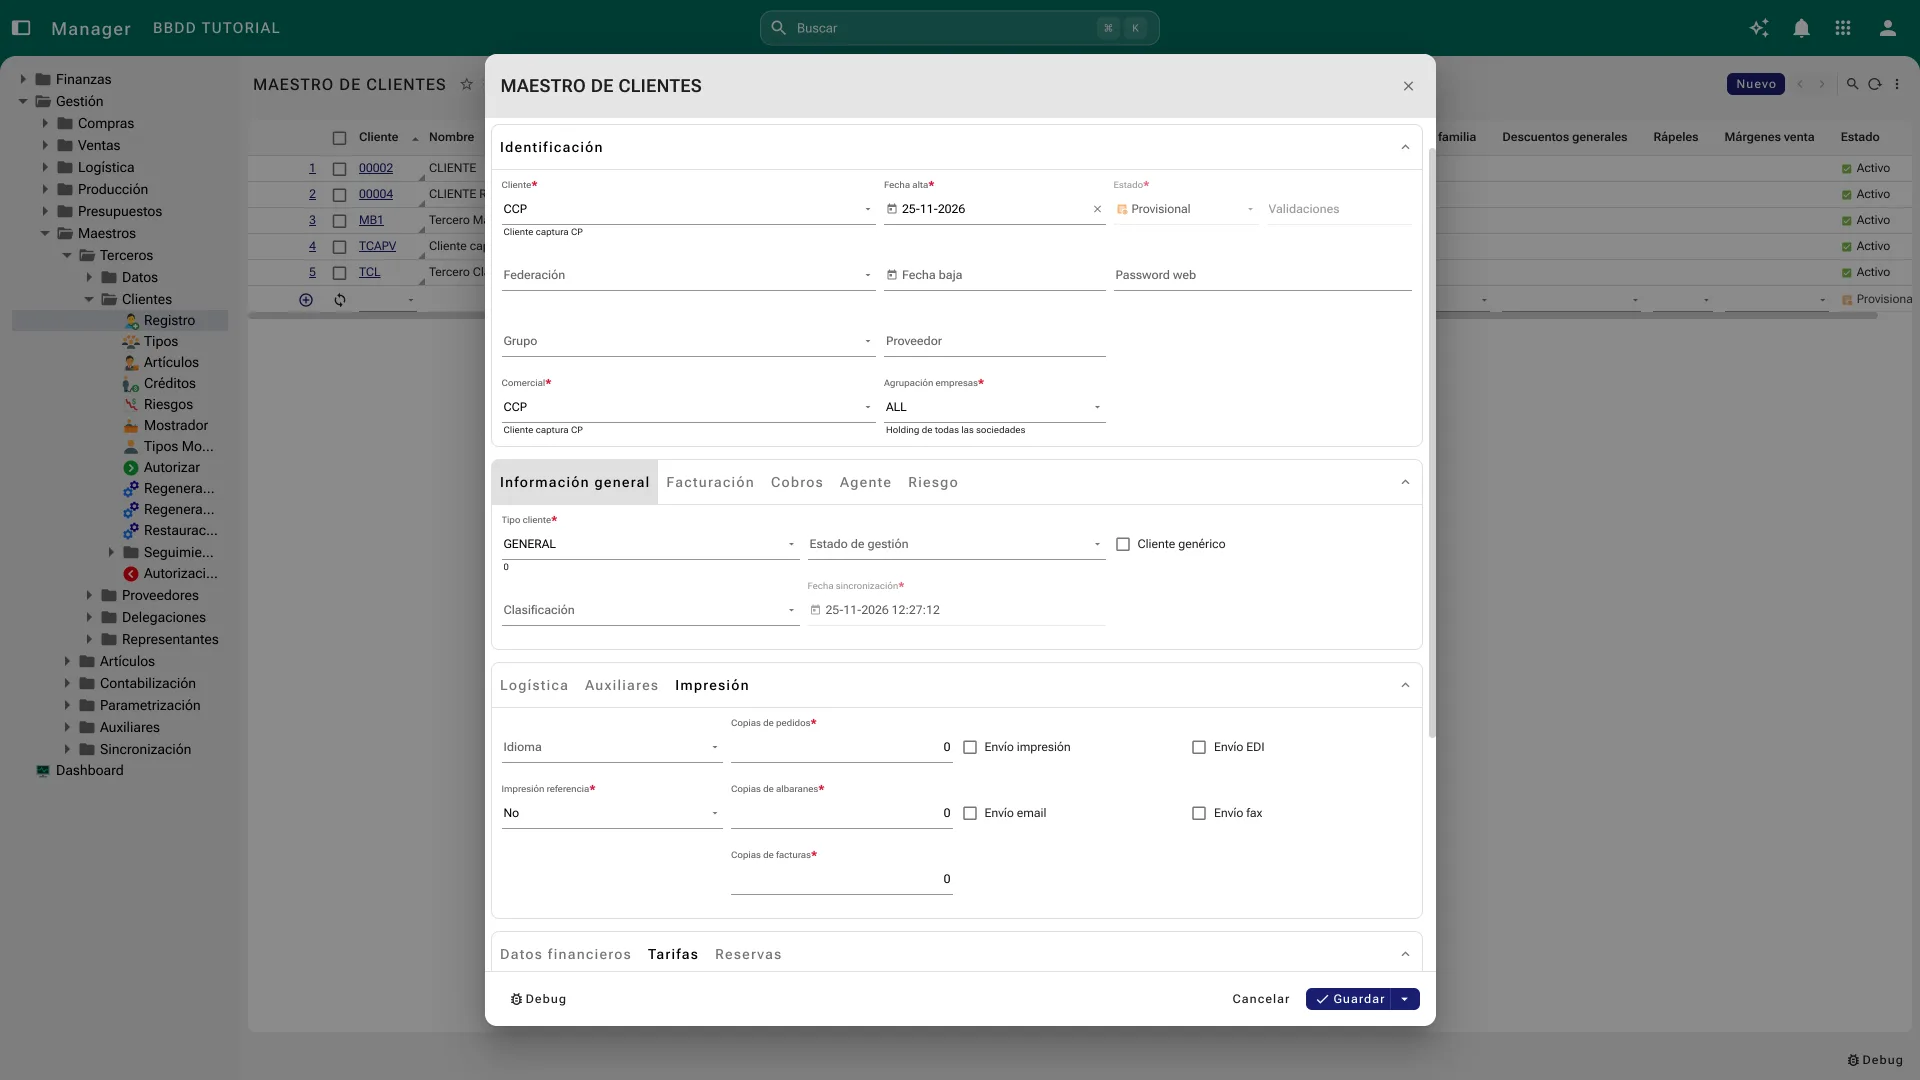 Manager BBDD TUTORIAL Buscar ⌘ K
Finanzas
Gestión
Compras
Ventas
Logística
Producción
Presupuestos
Maestros
Terceros
Datos
Clientes
Registro
Tipos
Artículos
Créditos
Riesgos
Mostrador
Tipos Mo...
Autorizar
Regenera...
Regenera...
Restaurac...
Seguimie...
Autorizaci...
Proveedores
Delegaciones
Representantes
Artículos
Contabilización
Parametrización
Auxiliares
Sincronización
Dashboard
MAESTRO DE CLIENTES
Nuevo
Cliente Nombre familia Descuentos generales Rápeles Márgenes venta Estado
1 00002 CLIENTE Activo
2 00004 CLIENTE R Activo
3 MB1 Tercero Ma Activo
4 TCAPV Cliente cap Activo
5 TCL Tercero Cl Activo
Provisiona
MAESTRO DE CLIENTES
Identificación
Cliente* Fecha alta* Estado*
CCP 25-11-2026 Provisional Validaciones
Cliente captura CP
Federación Fecha baja Password web
Grupo Proveedor
Comercial* Agrupación empresas*
CCP ALL
Cliente captura CP Holding de todas las sociedades
Información general Facturación Cobros Agente Riesgo
Tipo cliente*
GENERAL Estado de gestión Cliente genérico
0
Fecha sincronización*
Clasificación 25-11-2026 12:27:12
Logística Auxiliares Impresión
Copias de pedidos*
Idioma 0 Envío impresión Envío EDI
Impresión referencia* Copias de albaranes*
No 0 Envío email Envío fax
Copias de facturas*
0
Datos financieros Tarifas Reservas
Debug Cancelar Guardar
Debug